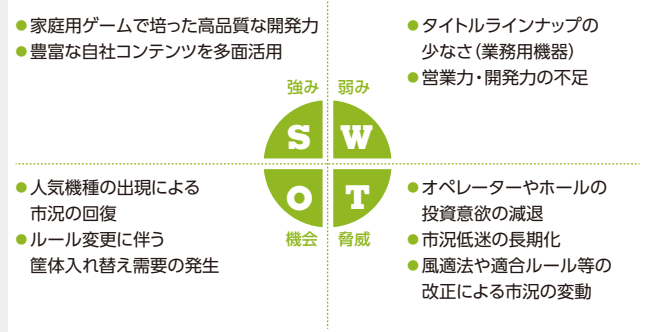 ●家庭用ゲームで培った高品質な開発力
●豊富な自社コンテンツを多面活用
強み
●タイトルラインナップの
少なさ（業務用機器）
●営業力・開発力の不足
弱み
S
W
O
T
機会
●人気機種の出現による
市況の回復
●ルール変更に伴う
筐体入れ替え需要の発生
脅威
●オペレーターやホールの
投資意欲の減退
●市況低迷の長期化
●風適法や適合ルール等の
改正による市況の変動